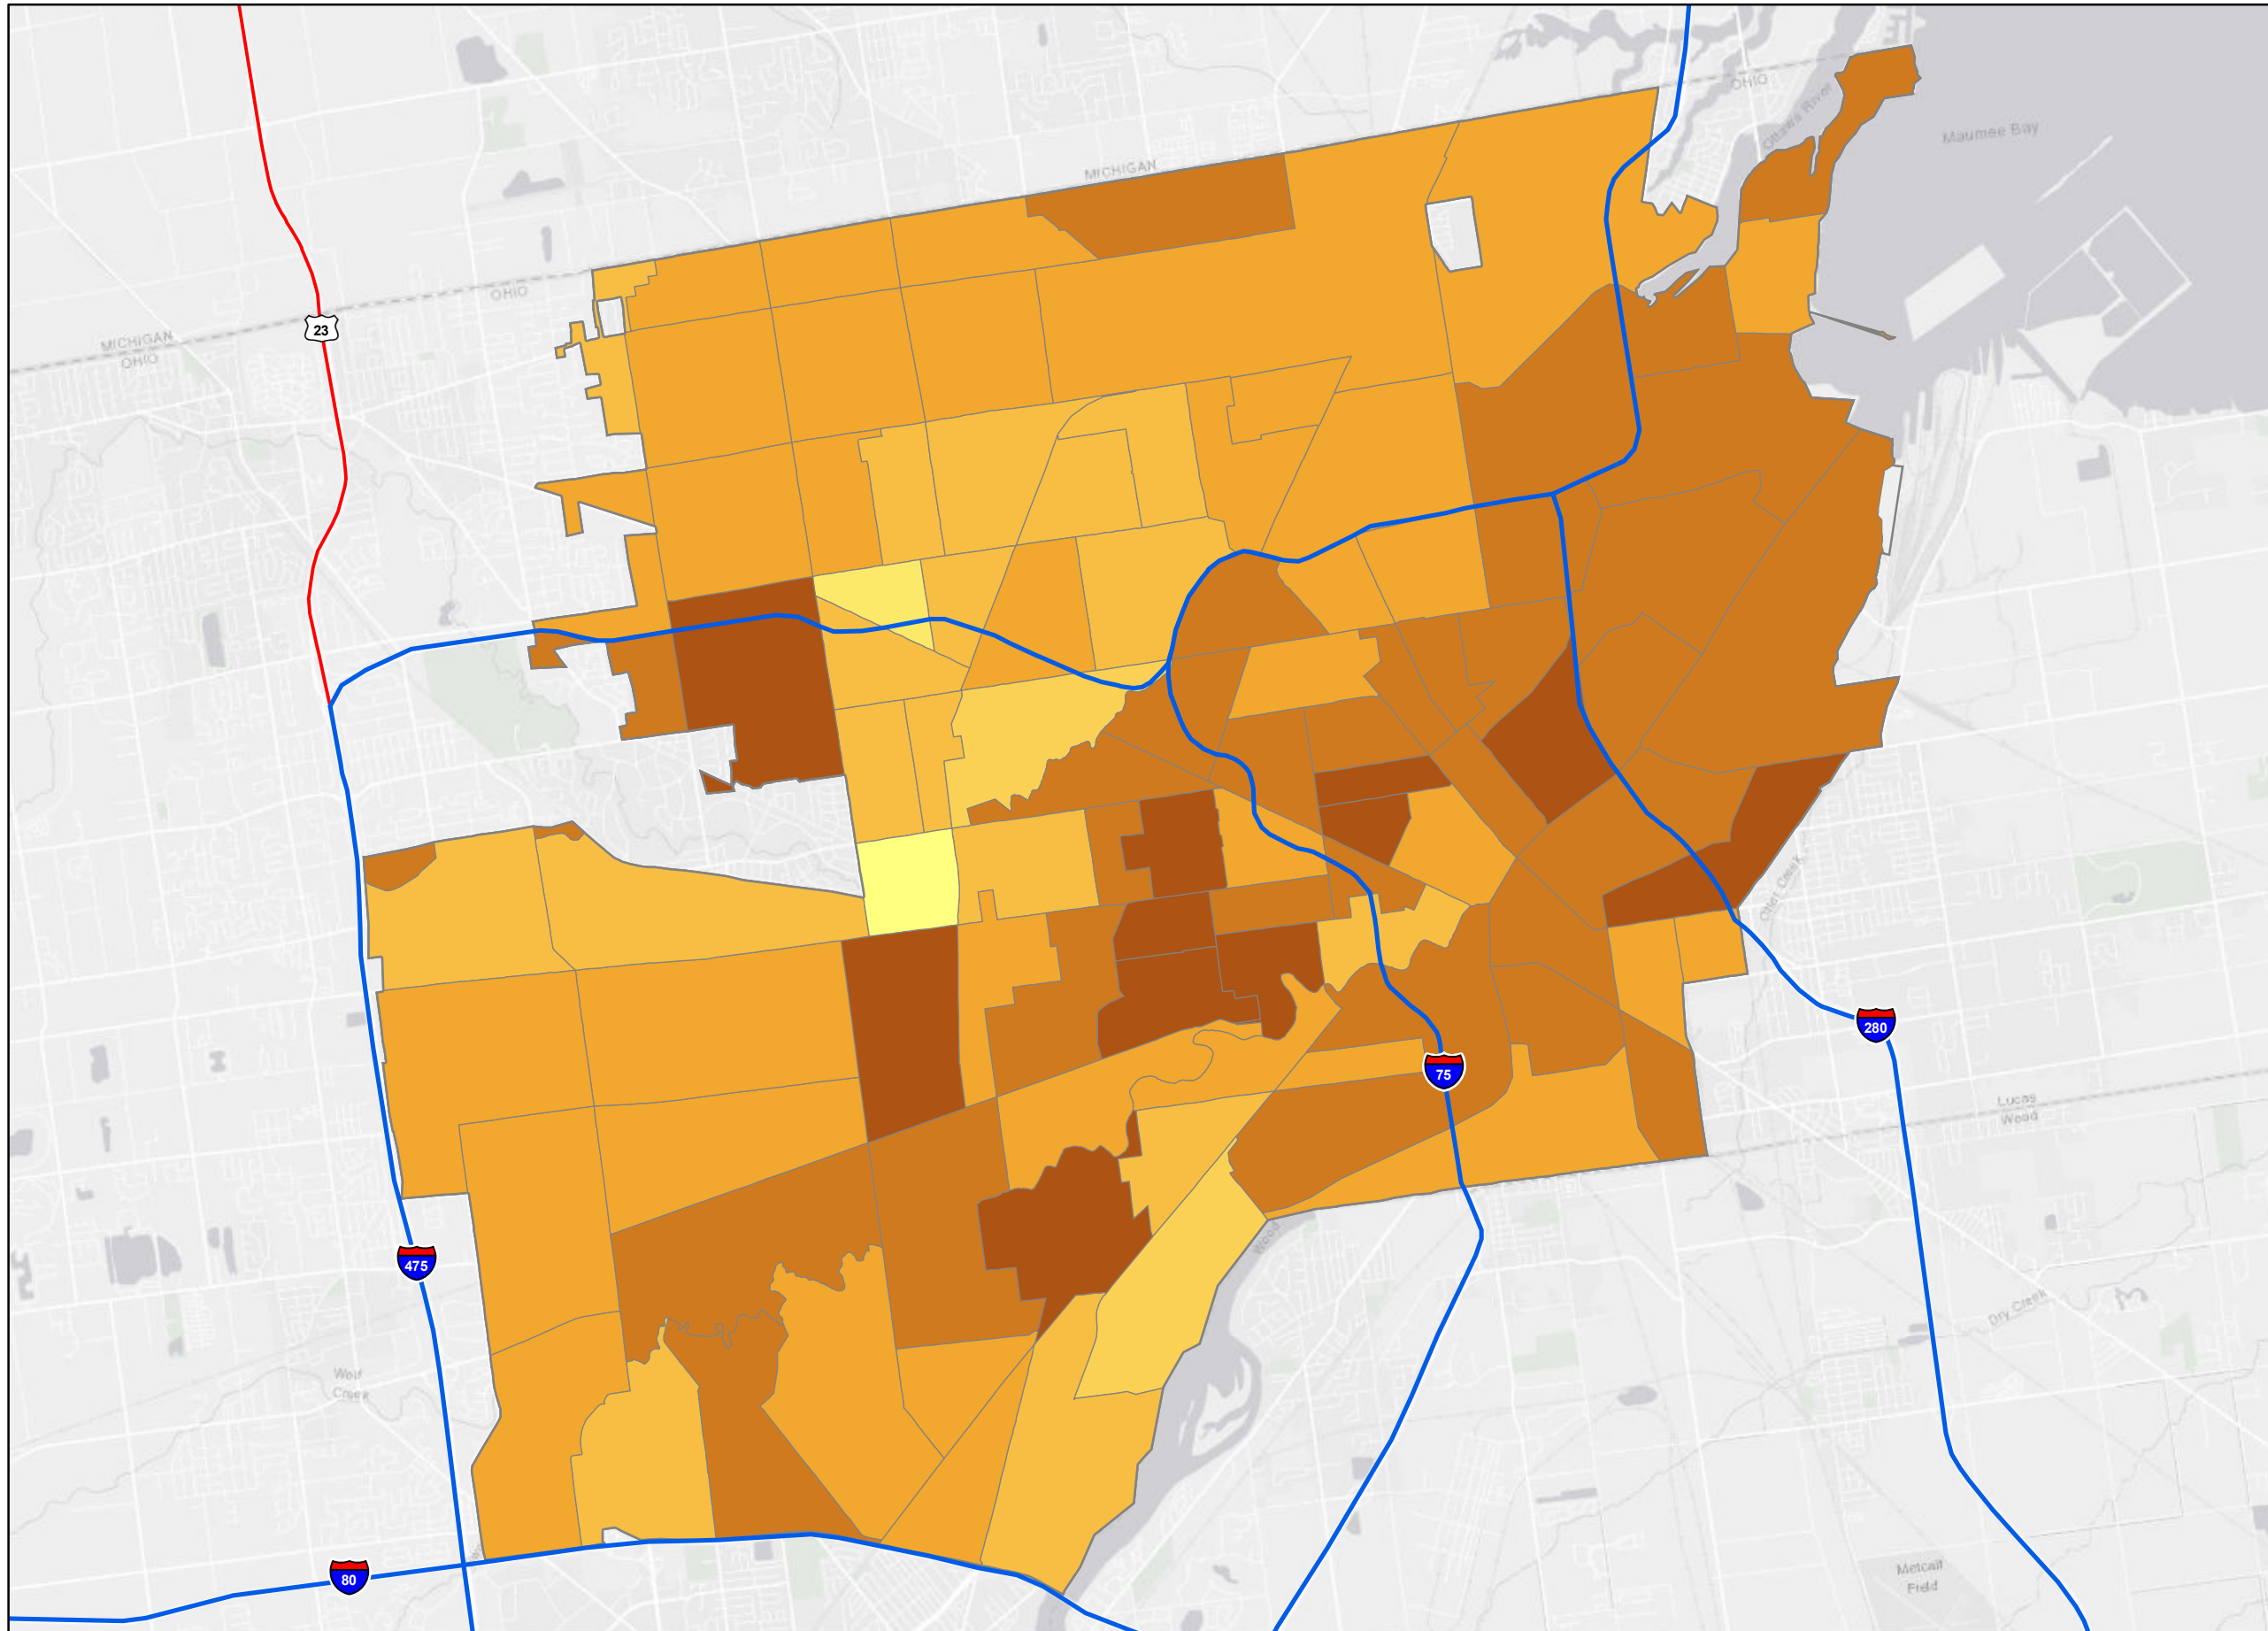 OHIO
Ottawa River
Maumee Bay
MICHIGAN
OHIO
23
MICHIGAN
OHIO
Otter Creek
280
75
Lucas
Wood
Wood
475
Dry Creek
Wolf
Creek
80
Metcalf
Field